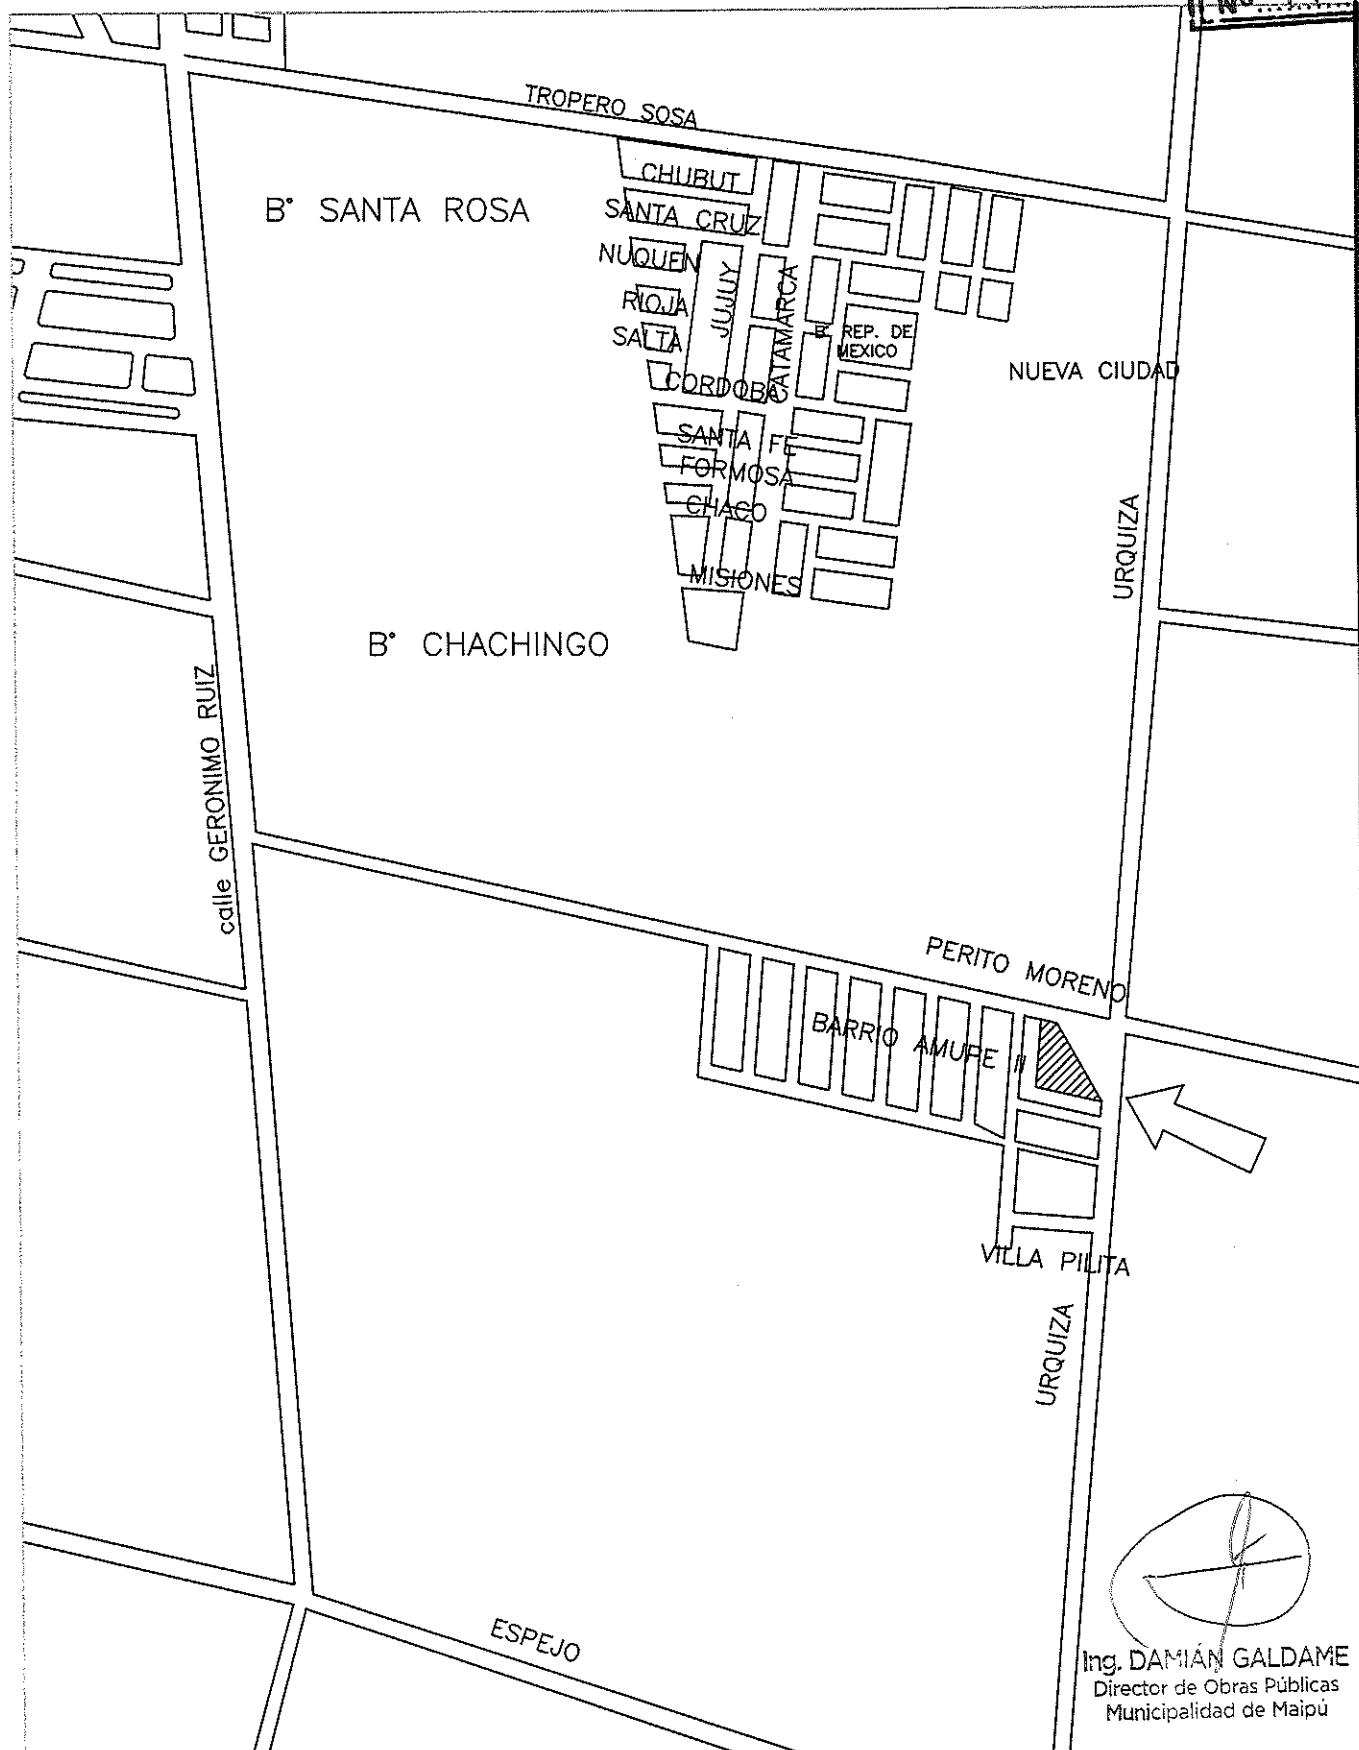 Nº
TROPERO SOSA
CHUBUT
B° SANTA ROSA
SANTA CRUZ
NUQUEN
JUJUY
CATAMARCA
RIOJA
SALTA
B° REP. DE
MEXICO
NUEVA CIUDAD
CORDOBA
SANTA FE
FORMOSA
CHACO
URQUIZA
MISIONES
B° CHACHINGO
calle GERONIMO RUIZ
PERITO MORENO
BARRIO AMUPE II
VILLA PILITA
URQUIZA
ESPEJO
Ing. DAMIÁN GALDAME
Director de Obras Públicas
Municipalidad de Maipú